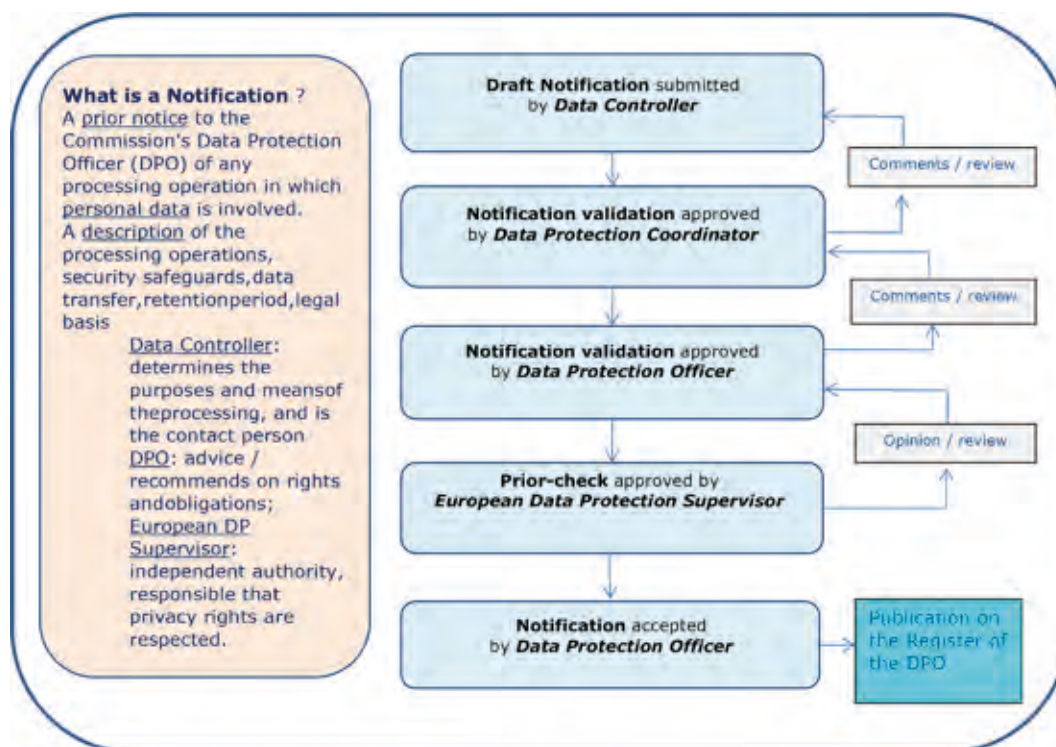 What is a Notification ?
A prior notice to the
Commission's Data Protection
Officer (DPO) of any
processing operation in which
personal data is involved.
A description of the
processing operations,
security safeguards,data
transfer,retentionperiod,legal
basis
Data Controller:
determines the
purposes and meansof
theprocessing, and is
the contact person
DPO: advice /
recommends on rights
andobligations;
European DP
Supervisor:
independent authority,
responsible that
privacy rights are
respected.
Draft Notification submitted
by Data Controller
Comments / review
Notification validation approved
by Data Protection Coordinator
Comments / review
Notification validation approved
by Data Protection Officer
Opinion / review
Prior-check approved by
European Data Protection Supervisor
Notification accepted
by Data Protection Officer
Publication on
the Register of
the DPO